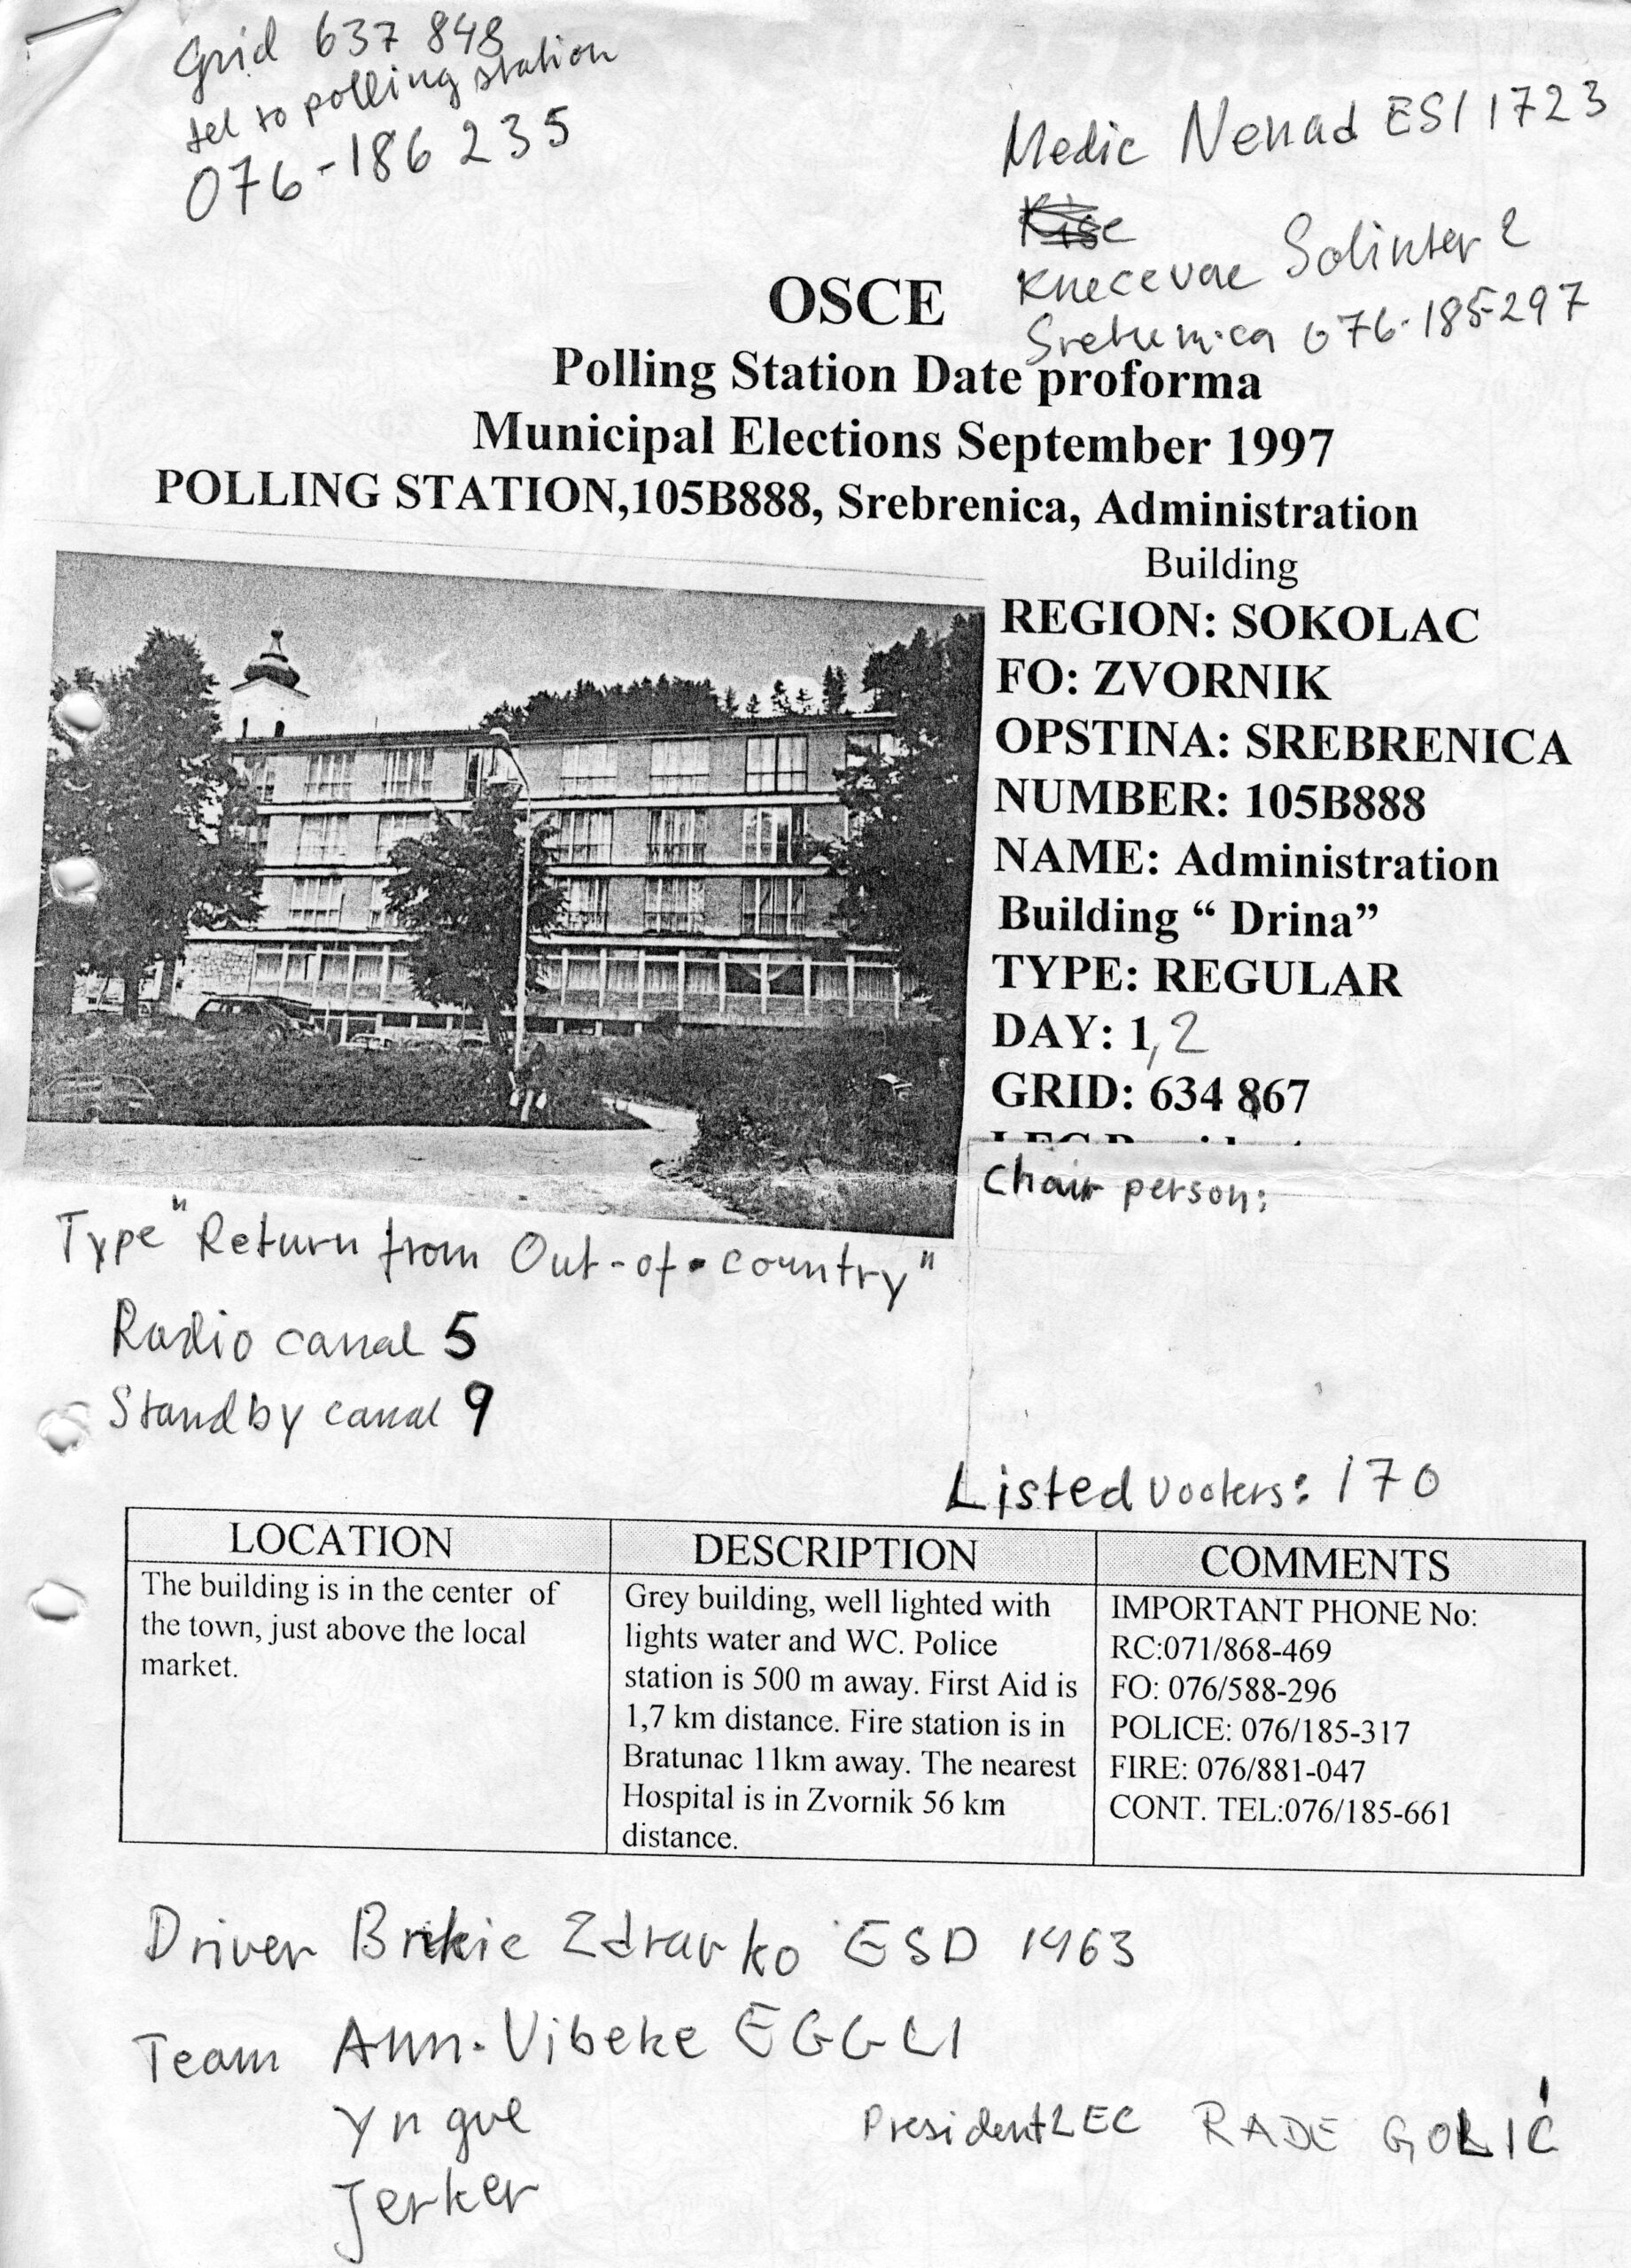 Grid 637 848
tel to polling station
076-186 235
Medic Nenad ESI 1723
Knecevac Solinter 2
076-185-297
OSCE
Polling Station Date proforma
Municipal Elections September 1997
POLLING STATION,105B888, Srebrenica, Administration
Building
REGION: SOKOLAC
FO: ZVORNIK
OPSTINA: SREBRENICA
NUMBER: 105B888
NAME: Administration
Building “ Drina”
TYPE: REGULAR
DAY: 1,2
GRID: 634 867
Chair person:
Type "Return from Out-of-country"
Radio canal 5
Standby canal 9
Listed vooters: 170
LOCATION
The building is in the center of
the town, just above the local
market.
DESCRIPTION
Grey building, well lighted with
lights water and WC. Police
station is 500 m away. First Aid is
1,7 km distance. Fire station is in
Bratunac 11km away. The nearest
Hospital is in Zvornik 56 km
distance.
COMMENTS
IMPORTANT PHONE No:
RC:071/868-469
FO: 076/588-296
POLICE: 076/185-317
FIRE: 076/881-047
CONT. TEL:076/185-661
Driver Brkic Zdravko ESD 1963
Team Ann-Vibeke EGGLI
Yngve
President LEC RADE GOLIĆ
Jerker